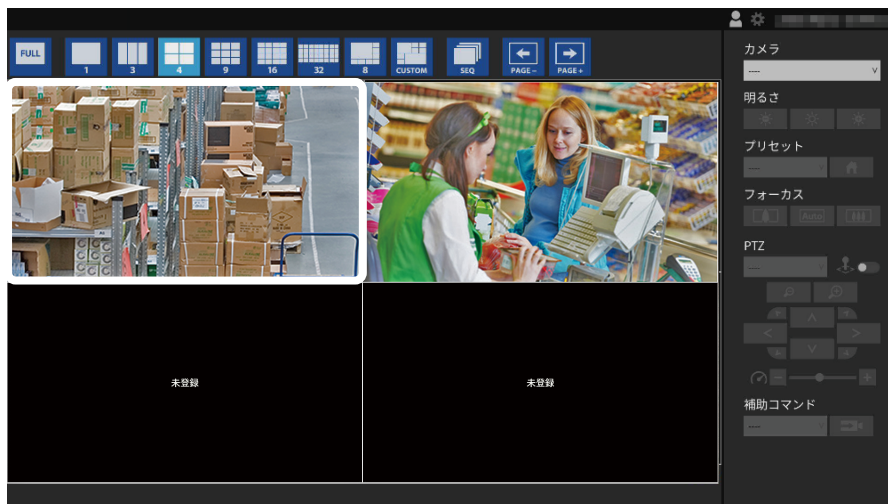 FULL
1
3
4
9
16
32
8
CUSTOM
SEQ
PAGE−
PAGE+
カメラ
----
明るさ
プリセット
----
フォーカス
Auto
PTZ
----
補助コマンド
----
未登録
未登録